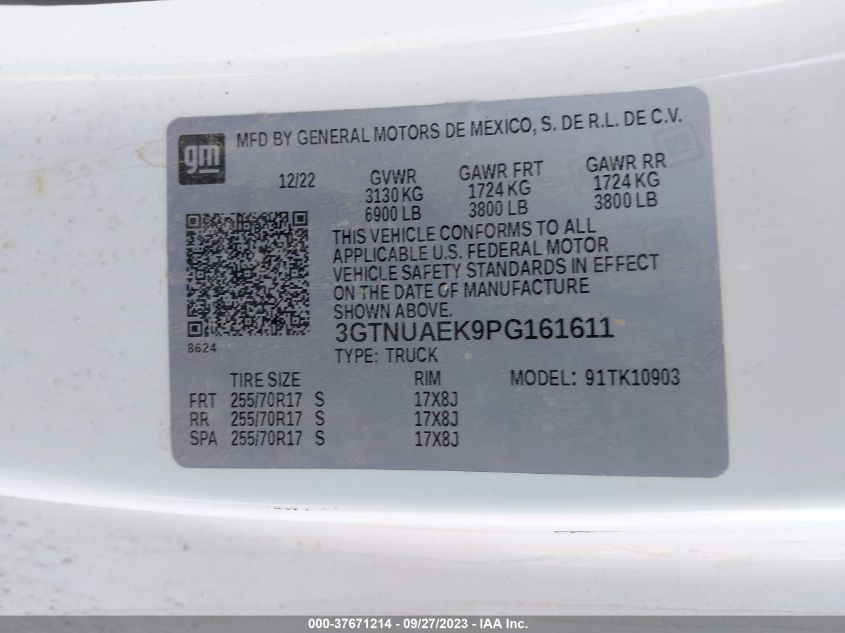 gm
MFD BY GENERAL MOTORS DE MEXICO, S. DE R.L. DE C.V.
12/22
GVWR GAWR FRT GAWR RR
3130 KG 1724 KG 1724 KG
6900 LB 3800 LB 3800 LB
THIS VEHICLE CONFORMS TO ALL
APPLICABLE U.S. FEDERAL MOTOR
VEHICLE SAFETY STANDARDS IN EFFECT
ON THE DATE OF MANUFACTURE
SHOWN ABOVE.
8624
3GTNUAEK9PG161611
TYPE: TRUCK
TIRE SIZE RIM MODEL: 91TK10903
FRT 255/70R17 S 17X8J
RR 255/70R17 S 17X8J
SPA 255/70R17 S 17X8J
000-37671214 - 09/27/2023 - IAA Inc.